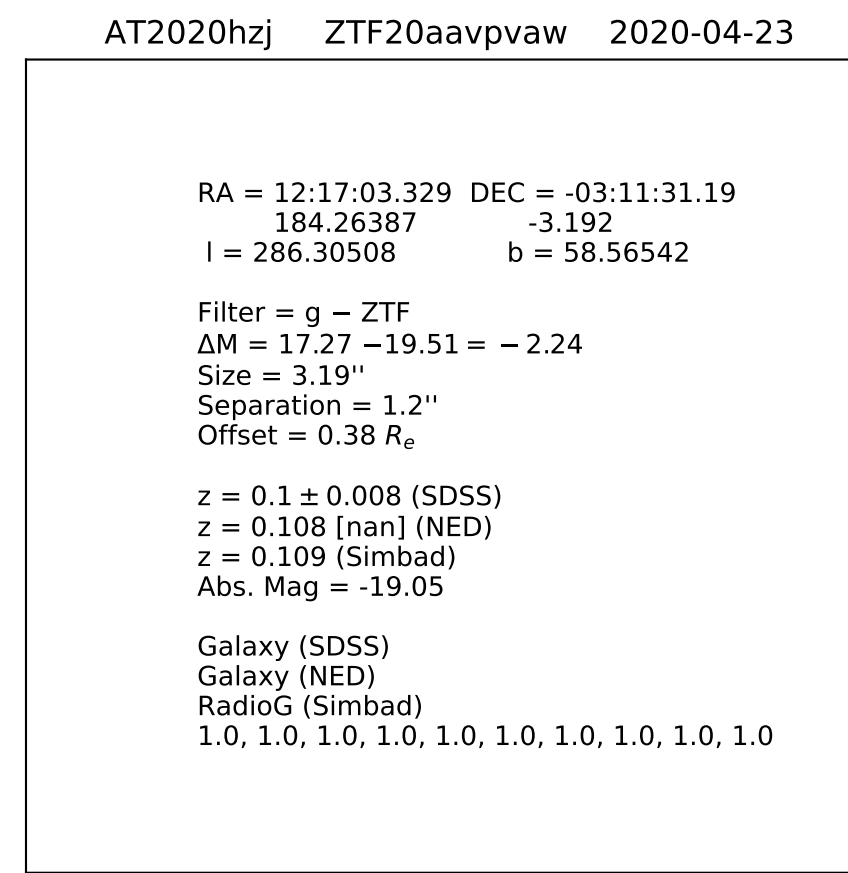 AT2020hzj ZTF20aavpvaw 2020-04-23
RA = 12:17:03.329 DEC = -03:11:31.19
184.26387 -3.192
l = 286.30508 b = 58.56542
Filter = g − ZTF
ΔM = 17.27 −19.51 = −2.24
Size = 3.19''
Separation = 1.2''
Offset = 0.38 Rₑ
z = 0.1 ± 0.008 (SDSS)
z = 0.108 [nan] (NED)
z = 0.109 (Simbad)
Abs. Mag = -19.05
Galaxy (SDSS)
Galaxy (NED)
RadioG (Simbad)
1.0, 1.0, 1.0, 1.0, 1.0, 1.0, 1.0, 1.0, 1.0, 1.0